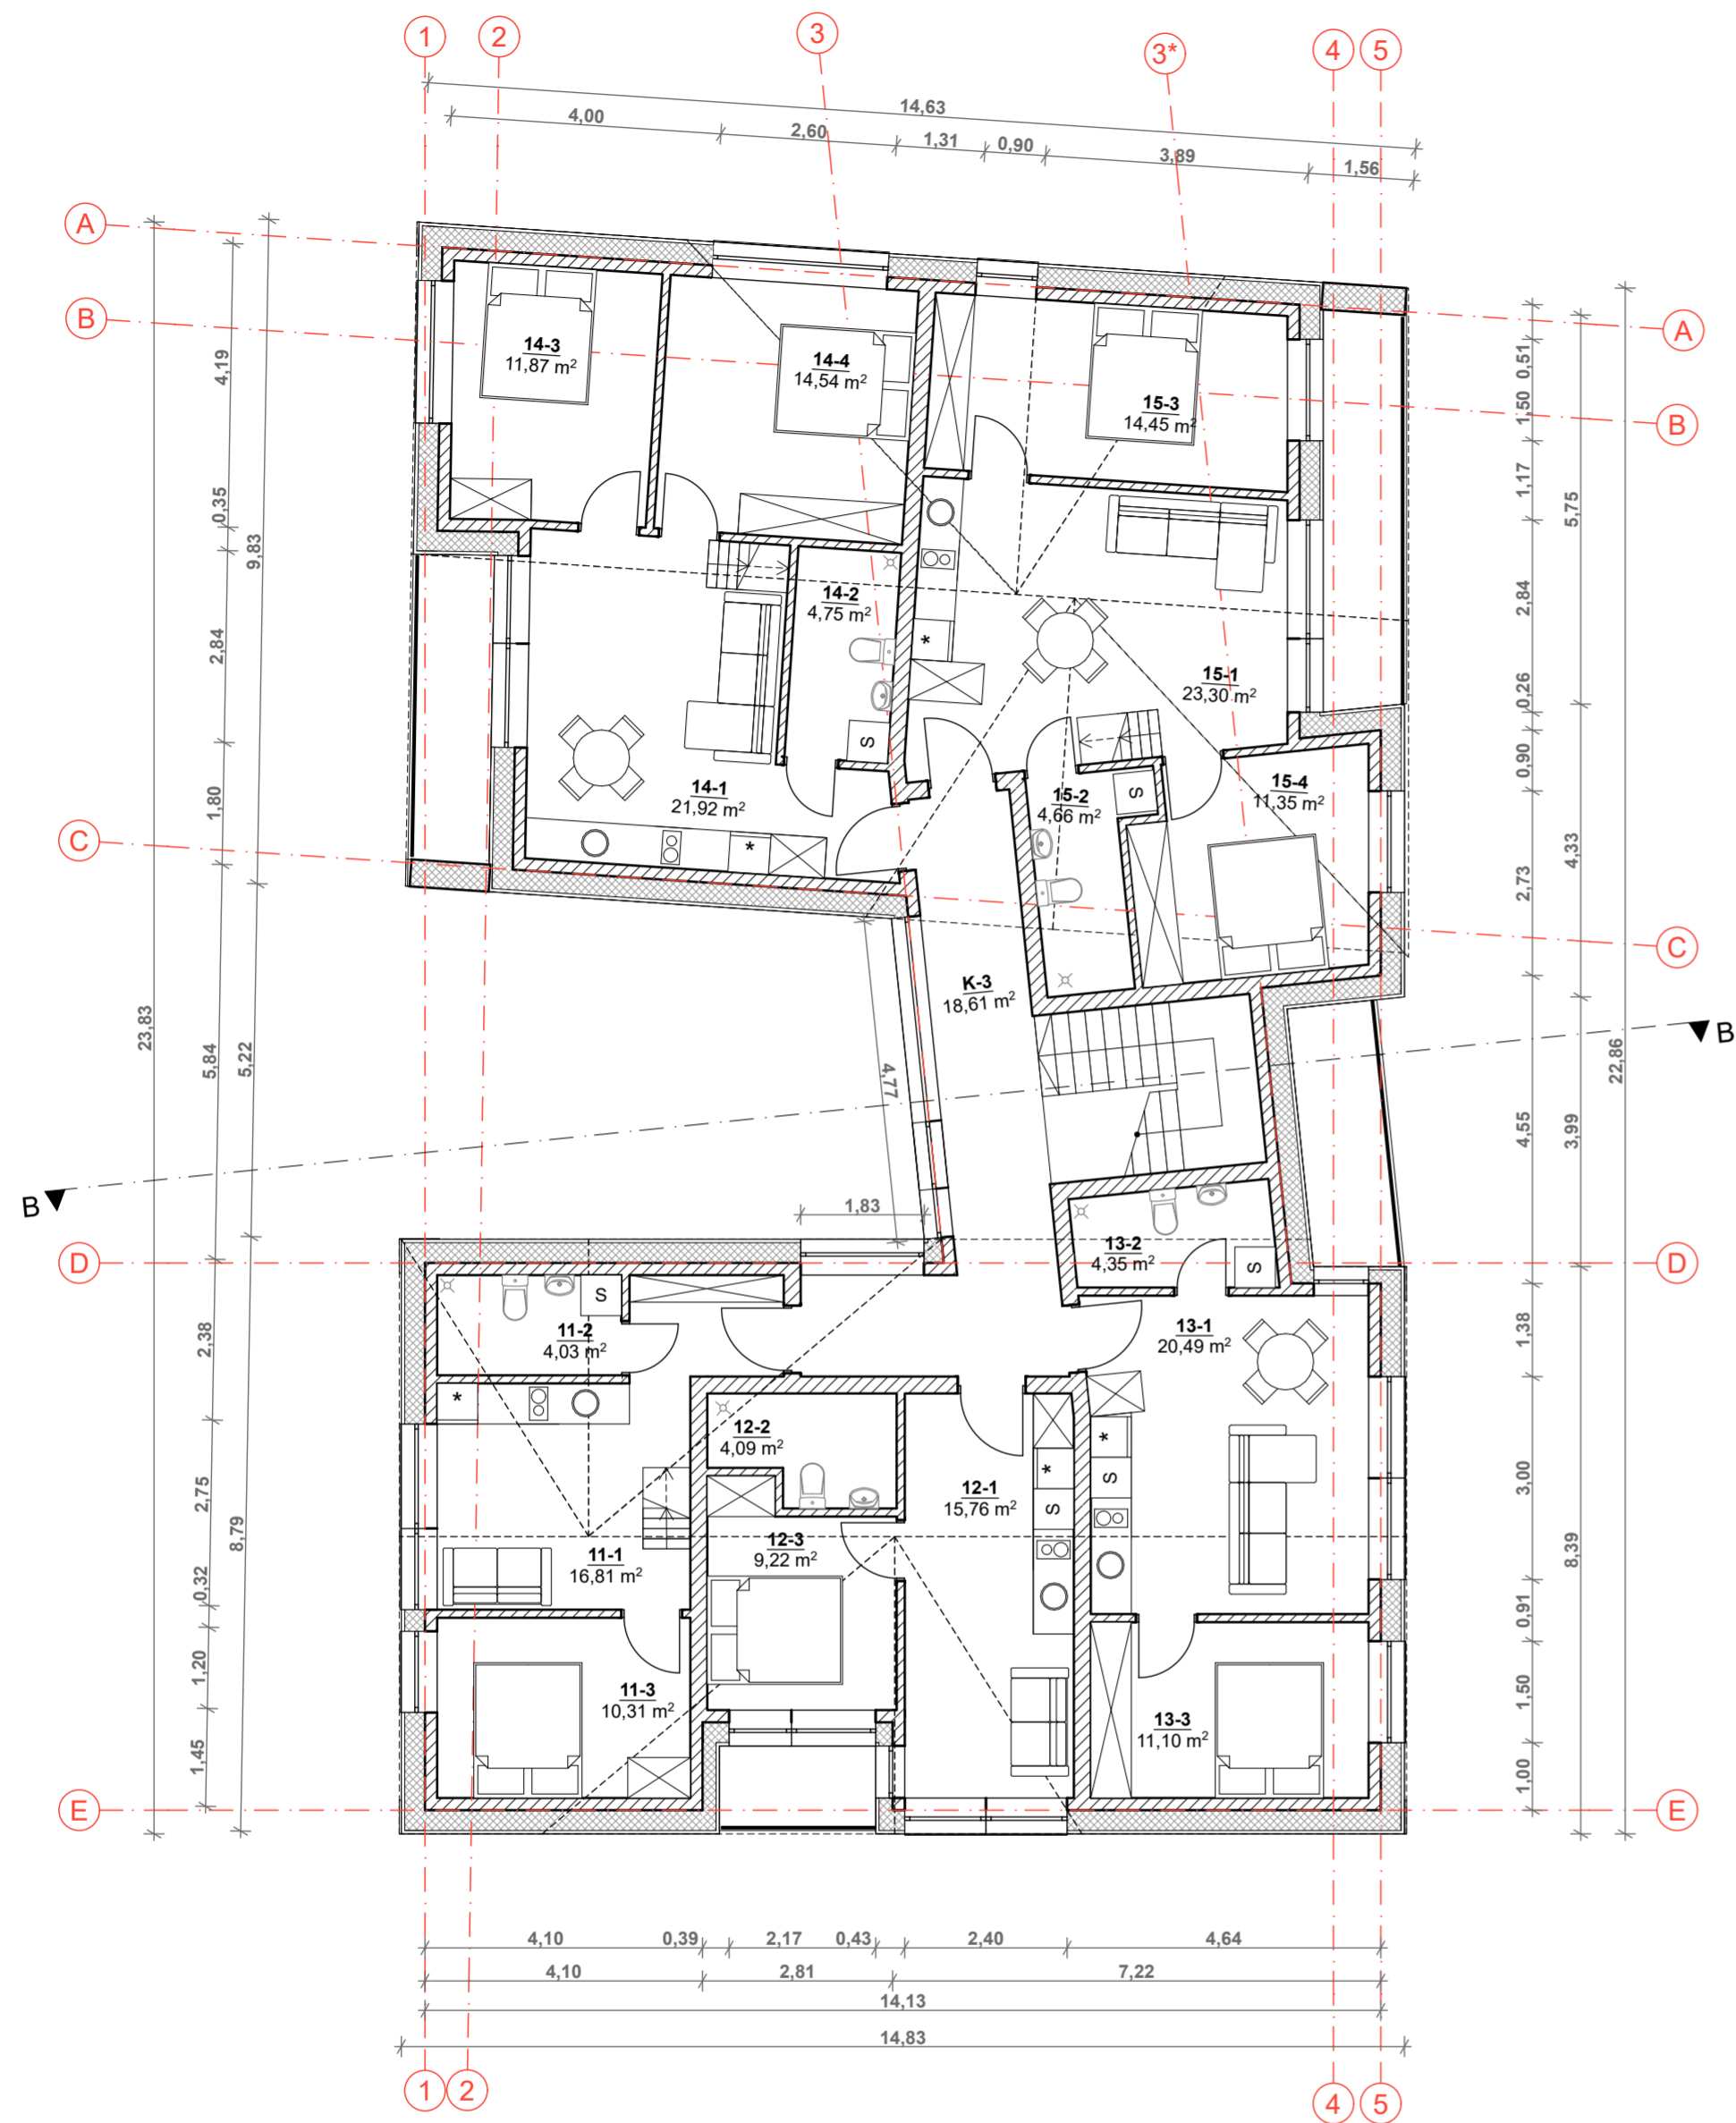 1 2 3 3* 4 5
14,63
4,00 2,60 1,31 0,90 3,89 1,56
A
A
B
B
C
C
D
D
E
E
14-3
11,87 m²
14-4
14,54 m²
15-3
14,45 m²
14-2
4,75 m²
15-1
23,30 m²
14-1
21,92 m²
15-2
4,66 m²
15-4
11,35 m²
S
S
*
*
K-3
18,61 m²
4,77
B
B
1,83
13-2
4,35 m²
S
11-2
4,03 m²
S
13-1
20,49 m²
*
12-2
4,09 m²
12-1
15,76 m²
*
S
*
S
11-1
16,81 m²
12-3
9,22 m²
11-3
10,31 m²
13-3
11,10 m²
23,83
9,83
5,22
8,79
4,19
0,35
2,84
1,80
5,84
2,38
2,75
0,32
1,20
1,45
0,51
1,50
1,17
2,84
0,26
0,90
2,73
4,55
1,38
3,00
0,91
1,50
1,00
5,75
4,33
3,99
8,39
22,86
4,10 0,39 2,17 0,43 2,40 4,64
4,10 2,81 7,22
14,13
14,83
1 2 4 5